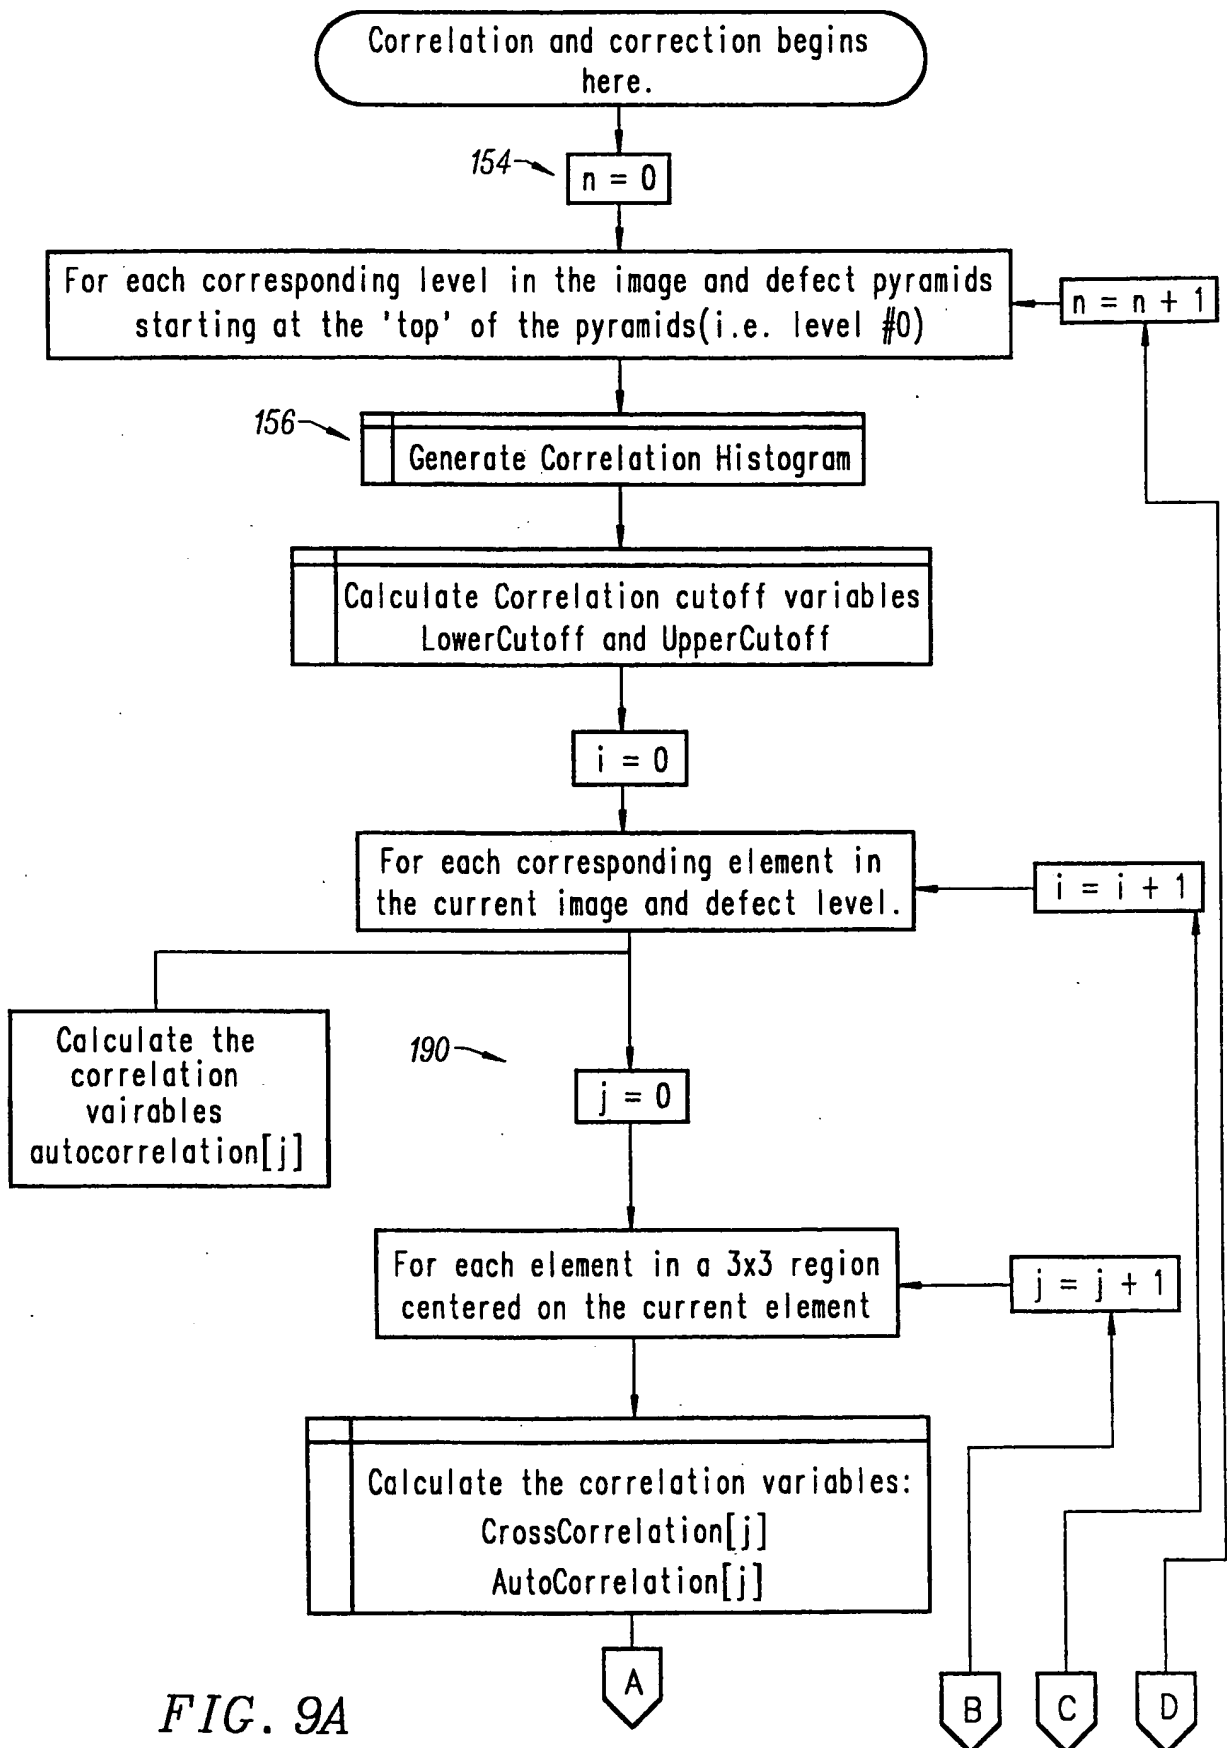 Correlation and correction begins
here.
154
n = 0
For each corresponding level in the image and defect pyramids
starting at the 'top' of the pyramids(i.e. level #0)
n = n + 1
156
Generate Correlation Histogram
Calculate Correlation cutoff variables
LowerCutoff and UpperCutoff
i = 0
For each corresponding element in
the current image and defect level.
i = i + 1
Calculate the
correlation
vairables
autocorrelation[j]
190
j = 0
For each element in a 3x3 region
centered on the current element
j = j + 1
Calculate the correlation variables:
CrossCorrelation[j]
AutoCorrelation[j]
A
B
C
D
FIG. 9A